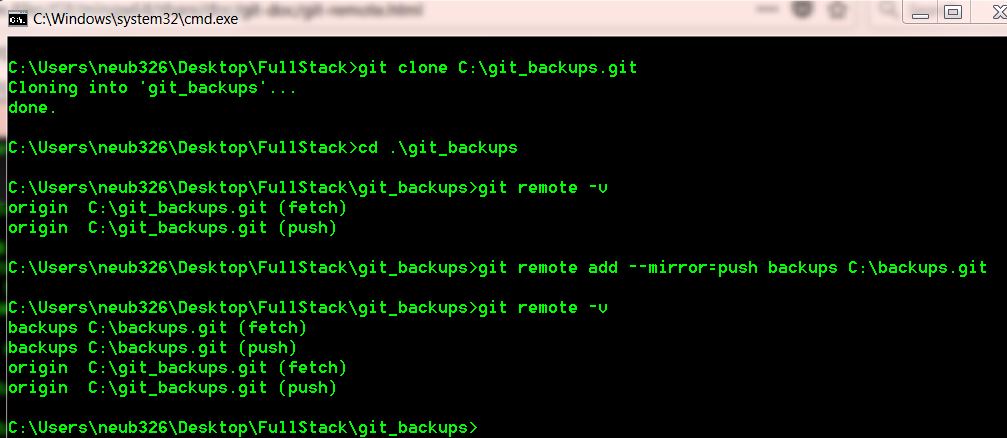 C:\Windows\system32\cmd.exe
C:\Users\neub326\Desktop\FullStack>git clone C:\git_backups.git
Cloning into 'git_backups'...
done.
C:\Users\neub326\Desktop\FullStack>cd .\git_backups
C:\Users\neub326\Desktop\FullStack\git_backups>git remote -v
origin  C:\git_backups.git (fetch)
origin  C:\git_backups.git (push)
C:\Users\neub326\Desktop\FullStack\git_backups>git remote add --mirror=push backups C:\backups.git
C:\Users\neub326\Desktop\FullStack\git_backups>git remote -v
backups C:\backups.git (fetch)
backups C:\backups.git (push)
origin  C:\git_backups.git (fetch)
origin  C:\git_backups.git (push)
C:\Users\neub326\Desktop\FullStack\git_backups>